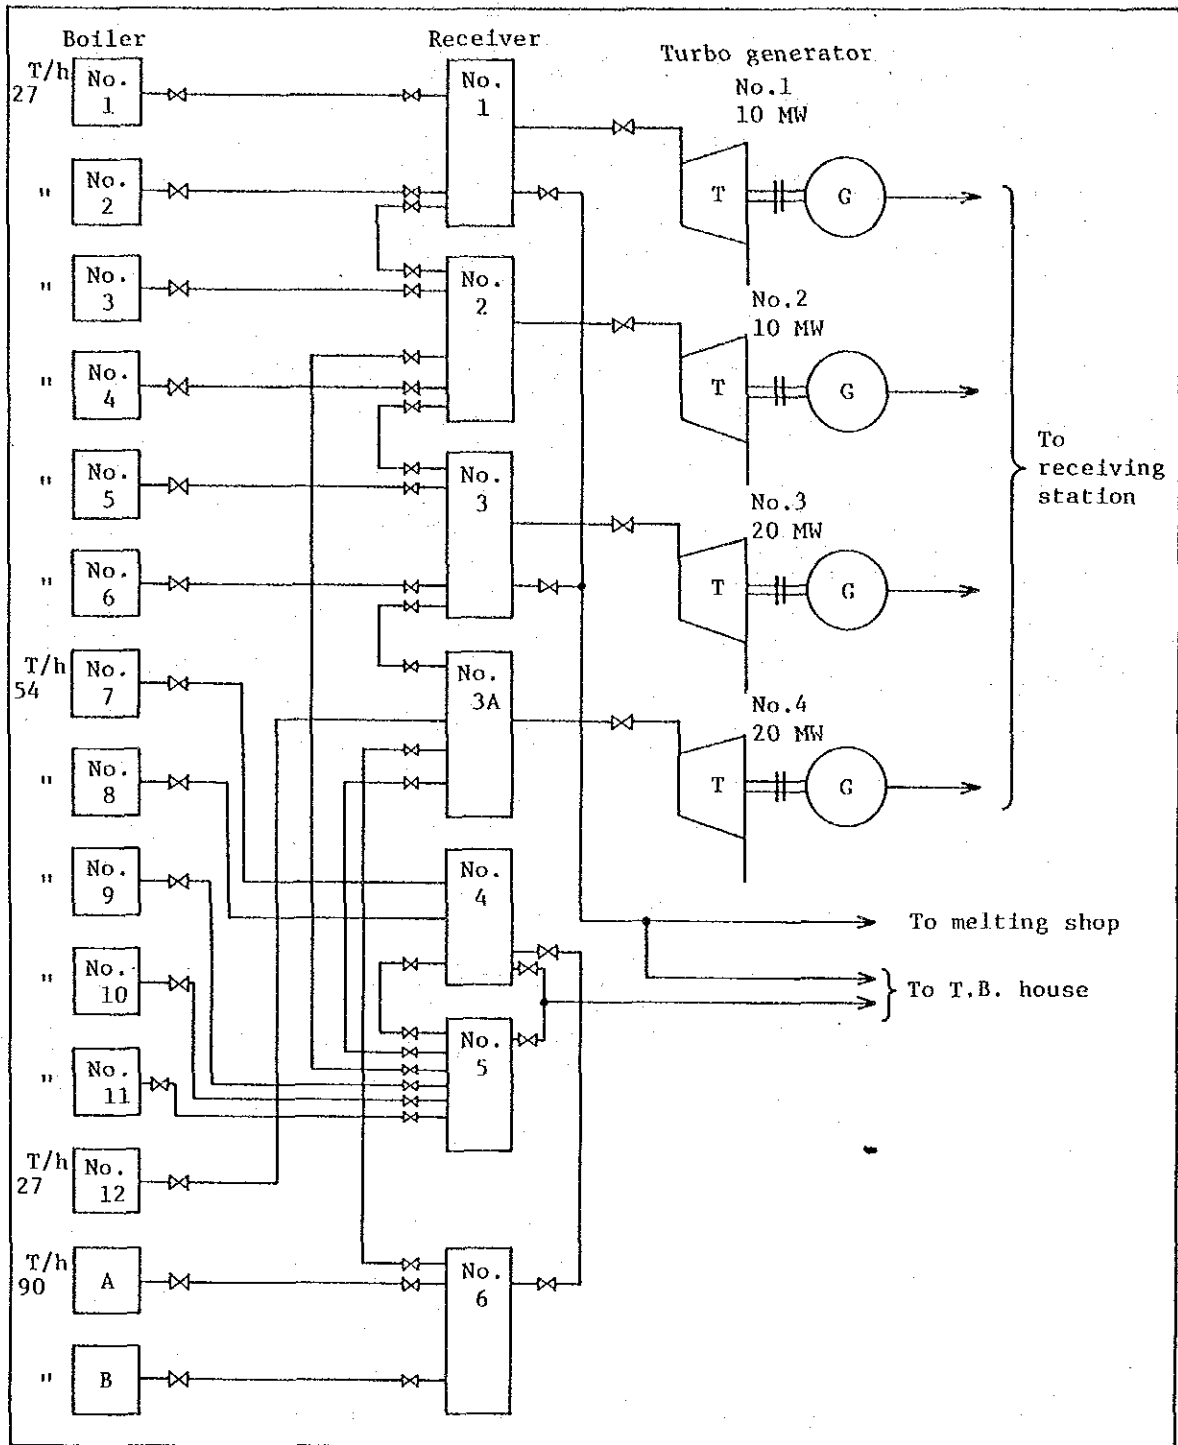 Boiler
Receiver
Turbo generator
T/h
27
No.
1
No.
1
No.1
10 MW
T
G
"
No.
2
"
No.
3
No.
2
No.2
10 MW
T
G
"
No.
4
To
receiving
station
"
No.
5
No.
3
No.3
20 MW
T
G
"
No.
6
T/h
54
No.
7
No.
3A
No.4
20 MW
T
G
"
No.
8
"
No.
9
No.
4
To melting shop
"
No.
10
To T.B. house
"
No.
11
No.
5
T/h
27
No.
12
T/h
90
A
No.
6
"
B